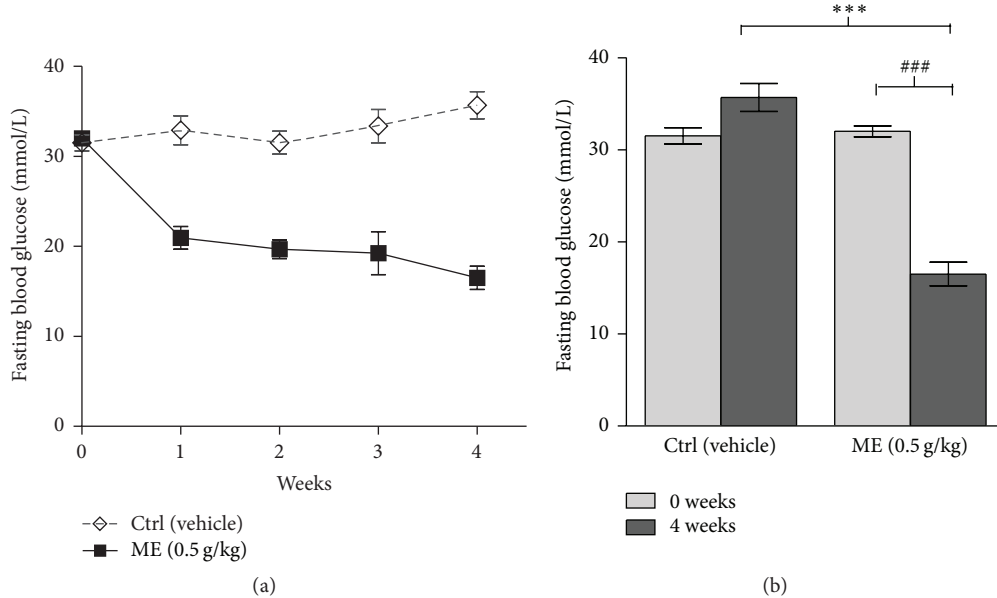 40
30
20
10
0
Fasting blood glucose (mmol/L)
0 1 2 3 4
Weeks
Ctrl (vehicle)
ME (0.5 g/kg)
(a)
***
###
40
30
20
10
0
Fasting blood glucose (mmol/L)
Ctrl (vehicle) ME (0.5 g/kg)
0 weeks
4 weeks
(b)